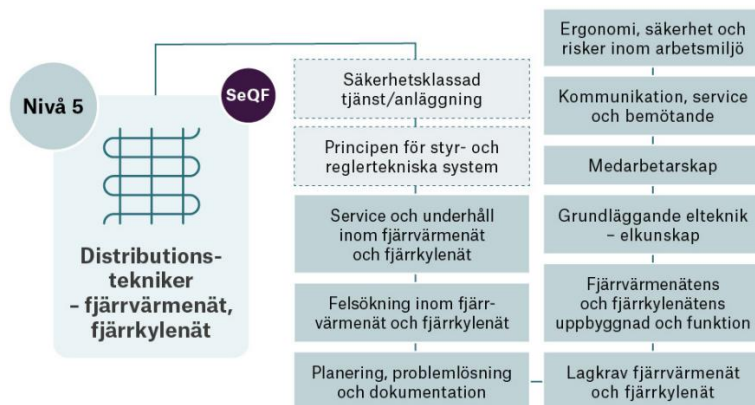 Nivå 5
SeQF
Distributions-
tekniker
– fjärrvärmenät,
fjärrkylenät
Säkerhetsklassad
tjänst/anläggning
Principen för styr- och
reglertekniska system
Service och underhåll
inom fjärrvärmenät
och fjärrkylenät
Felsökning inom fjärr-
värmenät och fjärrkylenät
Planering, problemlösning
och dokumentation
Ergonomi, säkerhet och
risker inom arbetsmiljö
Kommunikation, service
och bemötande
Medarbetarskap
Grundläggande elteknik
– elkunskap
Fjärrvärmenätens
och fjärrkylenätens
uppbyggnad och funktion
Lagkrav fjärrvärmenät
och fjärrkylenät